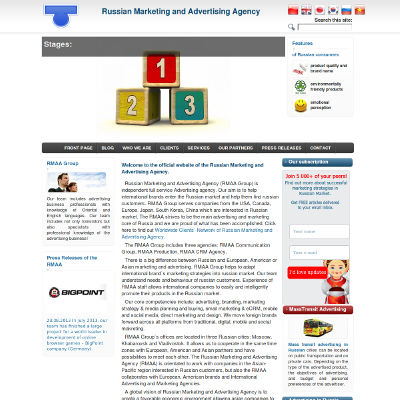 Russian Marketing and Advertising Agency
Search this site:
Stages:
1
2
3
Features
of Russian consumers
product quality and
brand name
environmentally
friendly products
emotional
perception
FRONT PAGE
BLOG
WHO WE ARE
CLIENTS
SERVICES
OUR PARTNERS
PRESS RELEASES
CONTACT
RMAA Group
Our team includes advertising
business professionals with
knowledge of Oriental and
English languages. Our team
includes not only translators but
also specialists with
professional knowledge of the
advertising business!
Press Releases of the
RMAA
BIGPOINT
in July 2013, our
team has finished a large
project for a world leader in
development of online
browser games - Bigpoint
company (Germany).
Welcome to the official website of the Russian Marketing and
Advertising Agency.
Russian Marketing and Advertising Agency (RMAA Group) is
independent full service Advertising agency. Our aim is to help
international brands enter the Russian market and help them find russian
customers. RMAA Group serves companies from the USA, Canada,
Europe, Japan, South Korea, China which are interested in Russia
market. The RMAA strives to be the main advertising and marketing
core of Russia and we are proud of what has been accomplished. Click
here to find out Worldwide Clients' Network of Russian Marketing and
Advertising Agency.
The RMAA Group includes three agencies: RMAA Communication
Group, RMAA Production, RMAA CRM Agency.
There is a big difference between Russian and European, American or
Asian marketing and advertising. RMAA Group helps to adapt
international brand's marketing strategies into russian market. Our team
understand needs and behaviour of russian customers. Experience of
RMAA staff allows international companies to easily and intelligently
promote their products in the Russian market.
Our core competencies include: advertising, branding, marketing
strategy & media planning and buying, email marketing & eCRM, mobile
and social media, direct marketing and design. We move foreign brands
forward across all platforms from traditional, digital, mobile and social
marketing.
RMAA Group's offices are located in three Russian cities: Moscow,
Khabarovsk and Vladivostok. It allows us to cooperate in the same time
zones with European, American and Asian partners and have
possibilities to meet each other. The Russian Marketing and Advertising
Agency (RMAA) is orientated to work with companies in the Asian-
Pacific region interested in Russian customers, but also the RMAA
collaborates with European, American brands and International
Advertising and Marketing Agencies.
A global vision of Russian Marketing and Advertising Agency is to
Our subscription
Join 5 000+ of your peers!
Find out more about successful
marketing strategies in
Russian Market.
Get FREE articles delivered
to your email inbox.
Your name
Your e-mail
I'd love updates
MassTransit Advertising
Mass transit advertising in
Russian cities can be located
on public transportation and on
private cars. Depending on the
type of the advertised product,
the objectives of advertising,
and budget and personal
preferences of the advertiser.